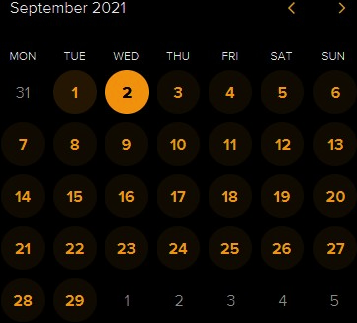 September 2021
MON TUE WED THU FRI SAT SUN
31 1 2 3 4 5 6
7 8 9 10 11 12 13
14 15 16 17 18 19 20
21 22 23 24 25 26 27
28 29 1 2 3 4 5